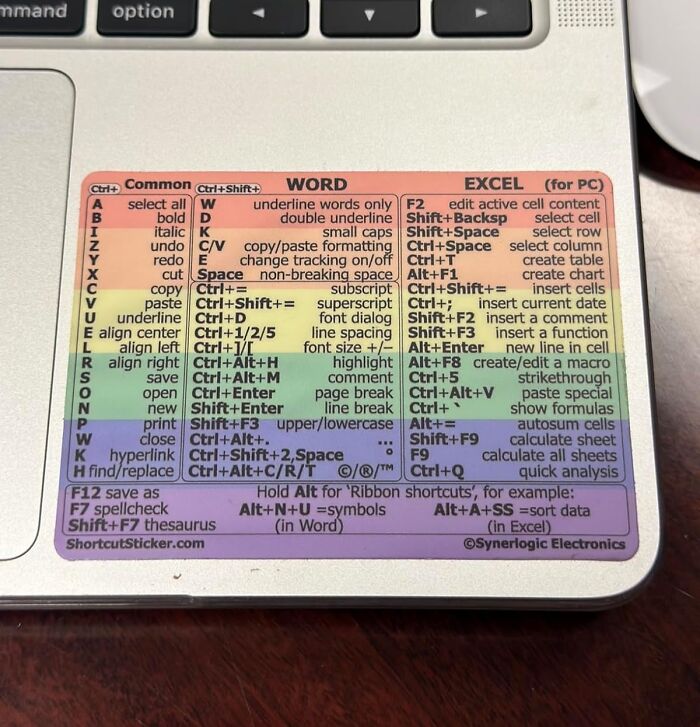 mmand
option
◄
▼
►
Ctrl+ Common Ctrl+Shift+ WORD EXCEL (for PC)
A select all
B bold
I italic
Z undo
Y redo
X cut
C copy
V paste
U underline
E align center
L align left
R align right
S save
O open
N new
P print
W close
K hyperlink
H find/replace
W underline words only
D double underline
K small caps
C/V copy/paste formatting
E change tracking on/off
Space non-breaking space
Ctrl+= subscript
Ctrl+Shift+= superscript
Ctrl+D font dialog
Ctrl+1/2/5 line spacing
Ctrl+]/[ font size +/–
Ctrl+Alt+H highlight
Ctrl+Alt+M comment
Ctrl+Enter page break
Shift+Enter line break
Shift+F3 upper/lowercase
Ctrl+Alt+. ...
Ctrl+Shift+2,Space °
Ctrl+Alt+C/R/T ©/®/™
F2 edit active cell content
Shift+Backsp select cell
Shift+Space select row
Ctrl+Space select column
Ctrl+T create table
Alt+F1 create chart
Ctrl+Shift+= insert cells
Ctrl+; insert current date
Shift+F2 insert a comment
Shift+F3 insert a function
Alt+Enter new line in cell
Alt+F8 create/edit a macro
Ctrl+5 strikethrough
Ctrl+Alt+V paste special
Ctrl+` show formulas
Alt+= autosum cells
Shift+F9 calculate sheet
F9 calculate all sheets
Ctrl+Q quick analysis
F12 save as
F7 spellcheck
Shift+F7 thesaurus
Hold Alt for ‘Ribbon shortcuts’, for example:
Alt+N+U =symbols
(in Word)
Alt+A+SS =sort data
(in Excel)
ShortcutSticker.com
©Synerlogic Electronics